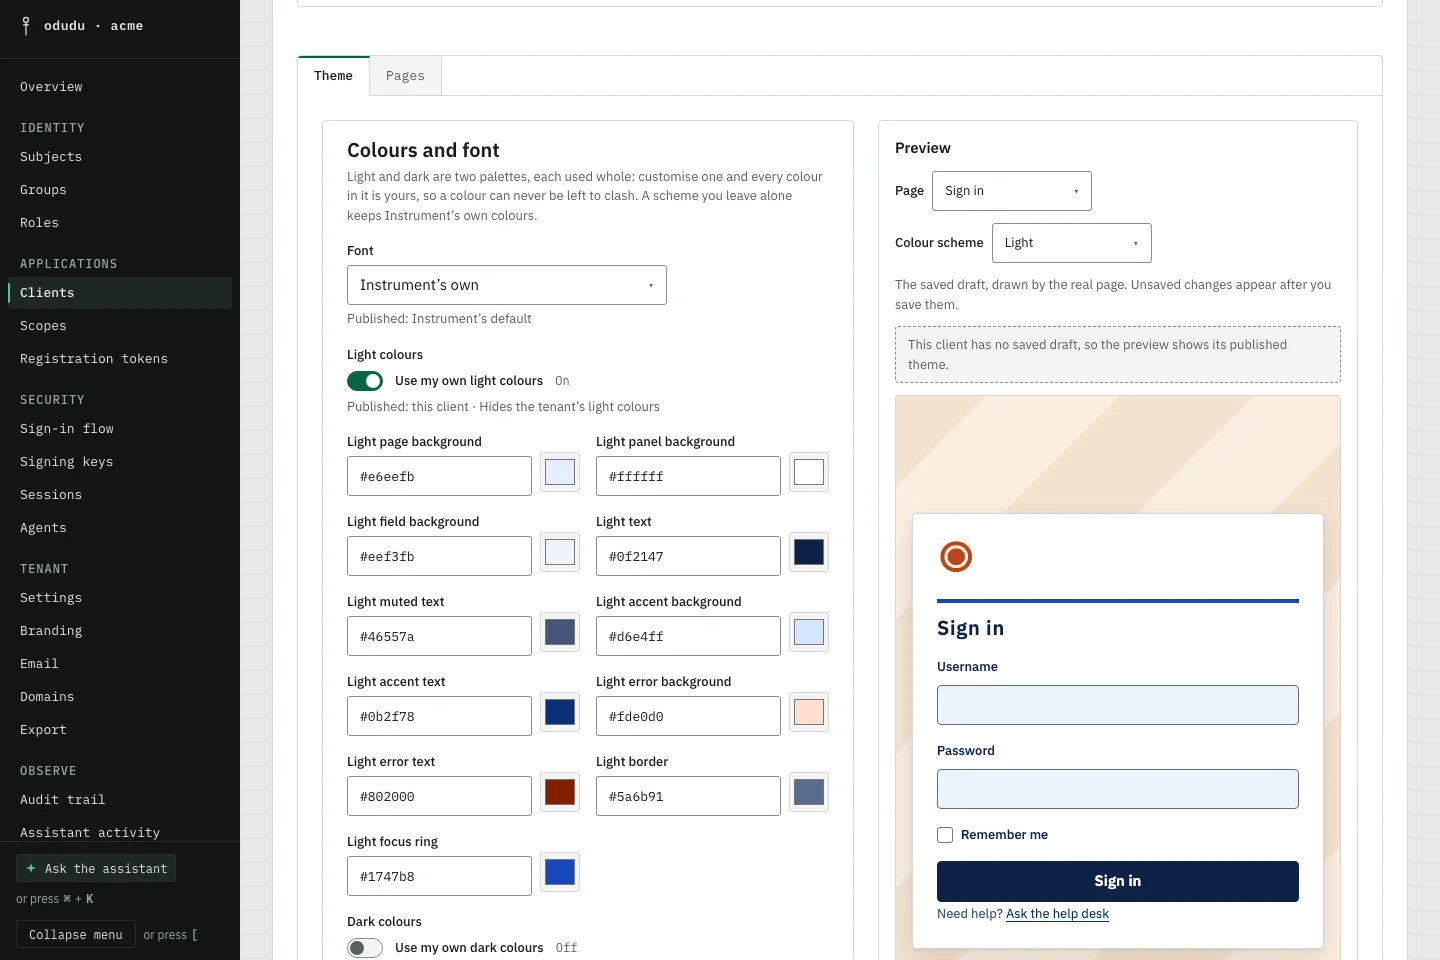 odudu · acme
Overview
IDENTITY
Subjects
Groups
Roles
APPLICATIONS
Clients
Scopes
Registration tokens
SECURITY
Sign-in flow
Signing keys
Sessions
Agents
TENANT
Settings
Branding
Email
Domains
Export
OBSERVE
Audit trail
Assistant activity
Ask the assistant
or press ⌘ + K
Collapse menu or press [
Theme Pages
Colours and font
Light and dark are two palettes, each used whole: customise one and every colour
in it is yours, so a colour can never be left to clash. A scheme you leave alone
keeps Instrument’s own colours.
Font
Instrument’s own
Published: Instrument’s default
Light colours
Use my own light colours On
Published: this client · Hides the tenant’s light colours
Light page background Light panel background
#e6eefb #ffffff
Light field background Light text
#eef3fb #0f2147
Light muted text Light accent background
#46557a #d6e4ff
Light accent text Light error background
#0b2f78 #fde0d0
Light error text Light border
#802000 #5a6b91
Light focus ring
#1747b8
Dark colours
Use my own dark colours Off
Preview
Page Sign in
Colour scheme Light
The saved draft, drawn by the real page. Unsaved changes appear after you
save them.
This client has no saved draft, so the preview shows its published
theme.
Sign in
Username
Password
Remember me
Sign in
Need help? Ask the help desk